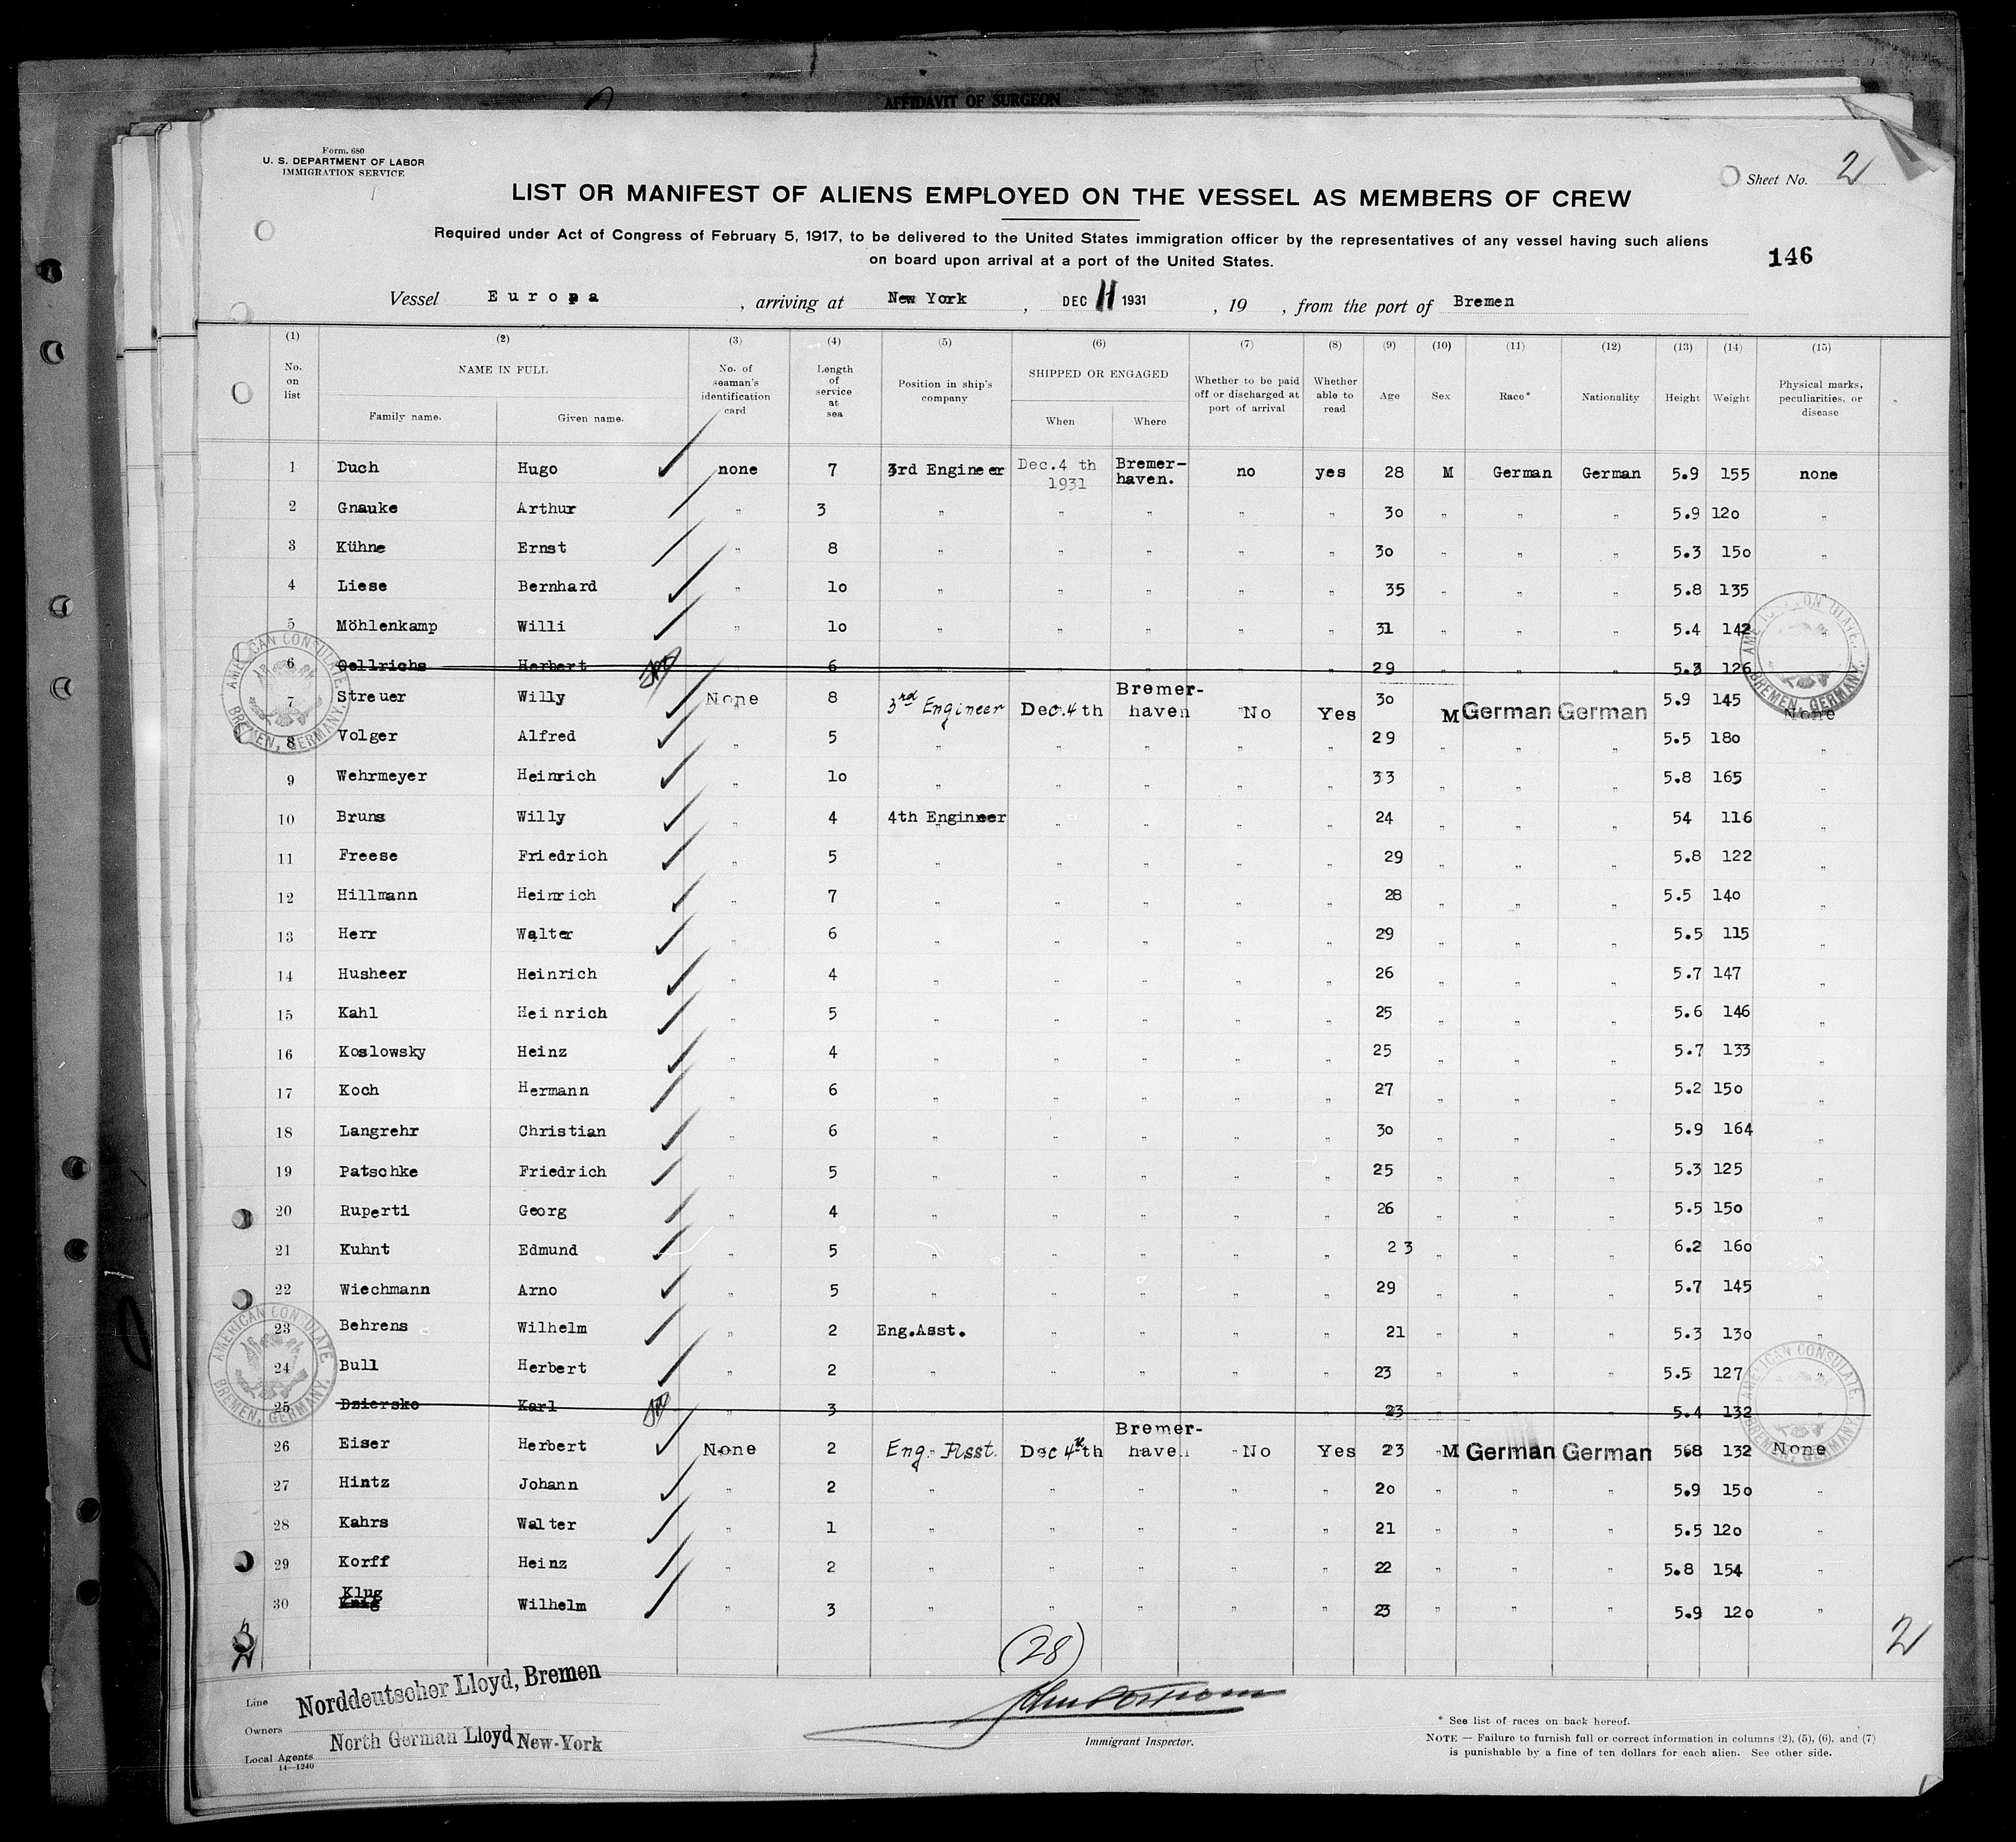 AFFIDAVIT OF SURGEON
Form. 680
U. S. DEPARTMENT OF LABOR
IMMIGRATION SERVICE
Sheet No. 2
LIST OR MANIFEST OF ALIENS EMPLOYED ON THE VESSEL AS MEMBERS OF CREW
Required under Act of Congress of February 5, 1917, to be delivered to the United States immigration officer by the representatives of any vessel having such aliens
on board upon arrival at a port of the United States.
146
Vessel Europa , arriving at New York , DEC 11 1931 , 19 , from the port of Bremen
(1) (2) (3) (4) (5) (6) (7) (8) (9) (10) (11) (12) (13) (14) (15)
No. on list NAME IN FULL Family name. Given name. No. of seaman's identification card Length of service at sea Position in ship's company SHIPPED OR ENGAGED When Where Whether to be paid off or discharged at port of arrival Whether able to read Age Sex Race* Nationality Height Weight Physical marks, peculiarities, or disease
1 Duch Hugo none 7 3rd Engineer Dec.4 th 1931 Bremer-haven. no yes 28 M German German 5.9 155 none
2 Gnauke Arthur " 3 " " " " " 30 " " " 5.9 120 "
3 Kühne Ernst " 8 " " " " " 30 " " " 5.3 150 "
4 Liese Bernhard " 10 " " " " " 35 " " " 5.8 135 "
5 Möhlenkamp Willi " 10 " " " " " 31 " " " 5.4 142 "
6 Oellrichs Herbert " 6 " " " " " 29 " " " 5.3 126
7 Streuer Willy None 8 3rd Engineer Dec.4 th Bremer-haven No Yes 30 M German German 5.9 145 None
8 Volger Alfred " 5 " " " " " 29 " " " 5.5 180 "
9 Wehrmeyer Heinrich " 10 " " " " " 33 " " " 5.8 165 "
10 Bruns Willy " 4 4th Engineer " " " " 24 " " " 54 116 "
11 Freese Friedrich " 5 " " " " " 29 " " " 5.8 122 "
12 Hillmann Heinrich " 7 " " " " " 28 " " " 5.5 140 "
13 Herr Walter " 6 " " " " " 29 " " " 5.5 115 "
14 Husheer Heinrich " 4 " " " " " 26 " " " 5.7 147 "
15 Kahl Heinrich " 5 " " " " " 25 " " " 5.6 146 "
16 Koslowsky Heinz " 4 " " " " " 25 " " " 5.7 133 "
17 Koch Hermann " 6 " " " " " 27 " " " 5.2 150 "
18 Langrehr Christian " 6 " " " " " 30 " " " 5.9 164 "
19 Patschke Friedrich " 5 " " " " " 25 " " " 5.3 125 "
20 Ruperti Georg " 4 " " " " " 26 " " " 5.5 150 "
21 Kuhnt Edmund " 5 " " " " " 23 " " " 6.2 160 "
22 Wiechmann Arno " 5 " " " " " 29 " " " 5.7 145 "
23 Behrens Wilhelm " 2 Eng.Asst. " " " " 21 " " " 5.3 130 "
24 Bull Herbert " 2 " " " " " 23 " " " 5.5 127 "
25 Dziersko Karl " 3 " 23 5.4 132 "
26 Eiser Herbert None 2 Eng. Asst. Dec 4th Bremer-haven No Yes 23 M German German 568 132 None
27 Hintz Johann " 2 " " " " " 20 " " " 5.9 150 "
28 Kahrs Walter " 1 " " " " " 21 " " " 5.5 120 "
29 Korff Heinz " 2 " " " " " 22 " " " 5.8 154 "
30 Klug Wilhelm " 3 " " " " " 23 " " " 5.9 120 "
AMERICAN CONSULATE, BREMEN, GERMANY.
AMERICAN CONSULATE, BREMEN, GERMANY.
AMERICAN CONSULATE, BREMEN, GERMANY.
AMERICAN CONSULATE, BREMEN, GERMANY.
(28)
2
2
Line Norddeutscher Lloyd, Bremen
Owners
Local Agents North German Lloyd New-York
14—1240
Immigrant Inspector.
* See list of races on back hereof.
NOTE — Failure to furnish full or correct information in columns (2), (5), (6), and (7)
is punishable by a fine of ten dollars for each alien. See other side.